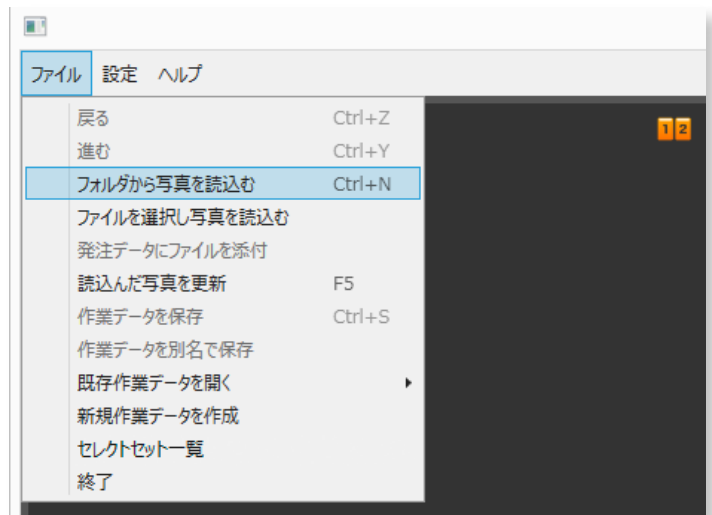 ファイル 設定 ヘルプ
戻る Ctrl+Z
進む Ctrl+Y
フォルダから写真を読込む Ctrl+N
ファイルを選択し写真を読込む
発注データにファイルを添付
読込んだ写真を更新 F5
作業データを保存 Ctrl+S
作業データを別名で保存
既存作業データを開く
新規作業データを作成
セレクトセット一覧
終了
1 2